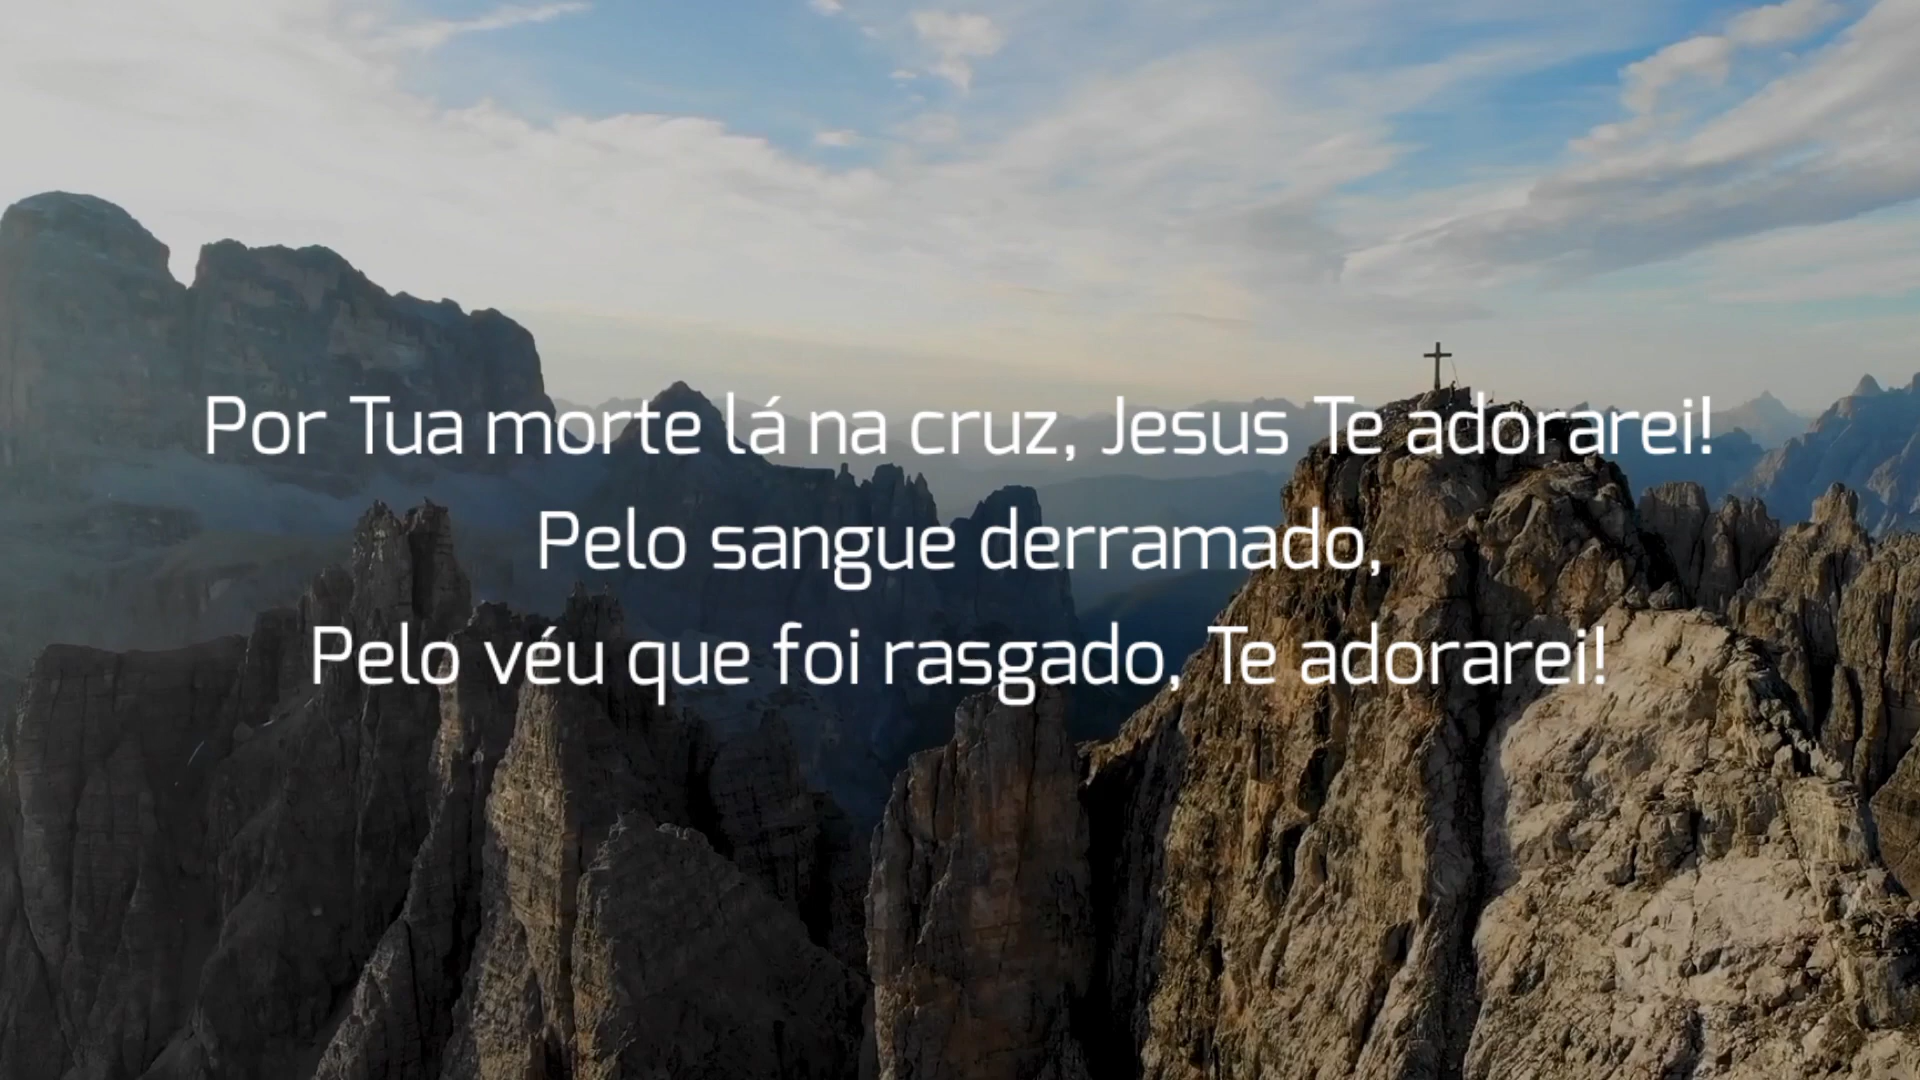 Por Tua morte lá na cruz, Jesus Te adorarei!
Pelo sangue derramado,
Pelo véu que foi rasgado, Te adorarei!